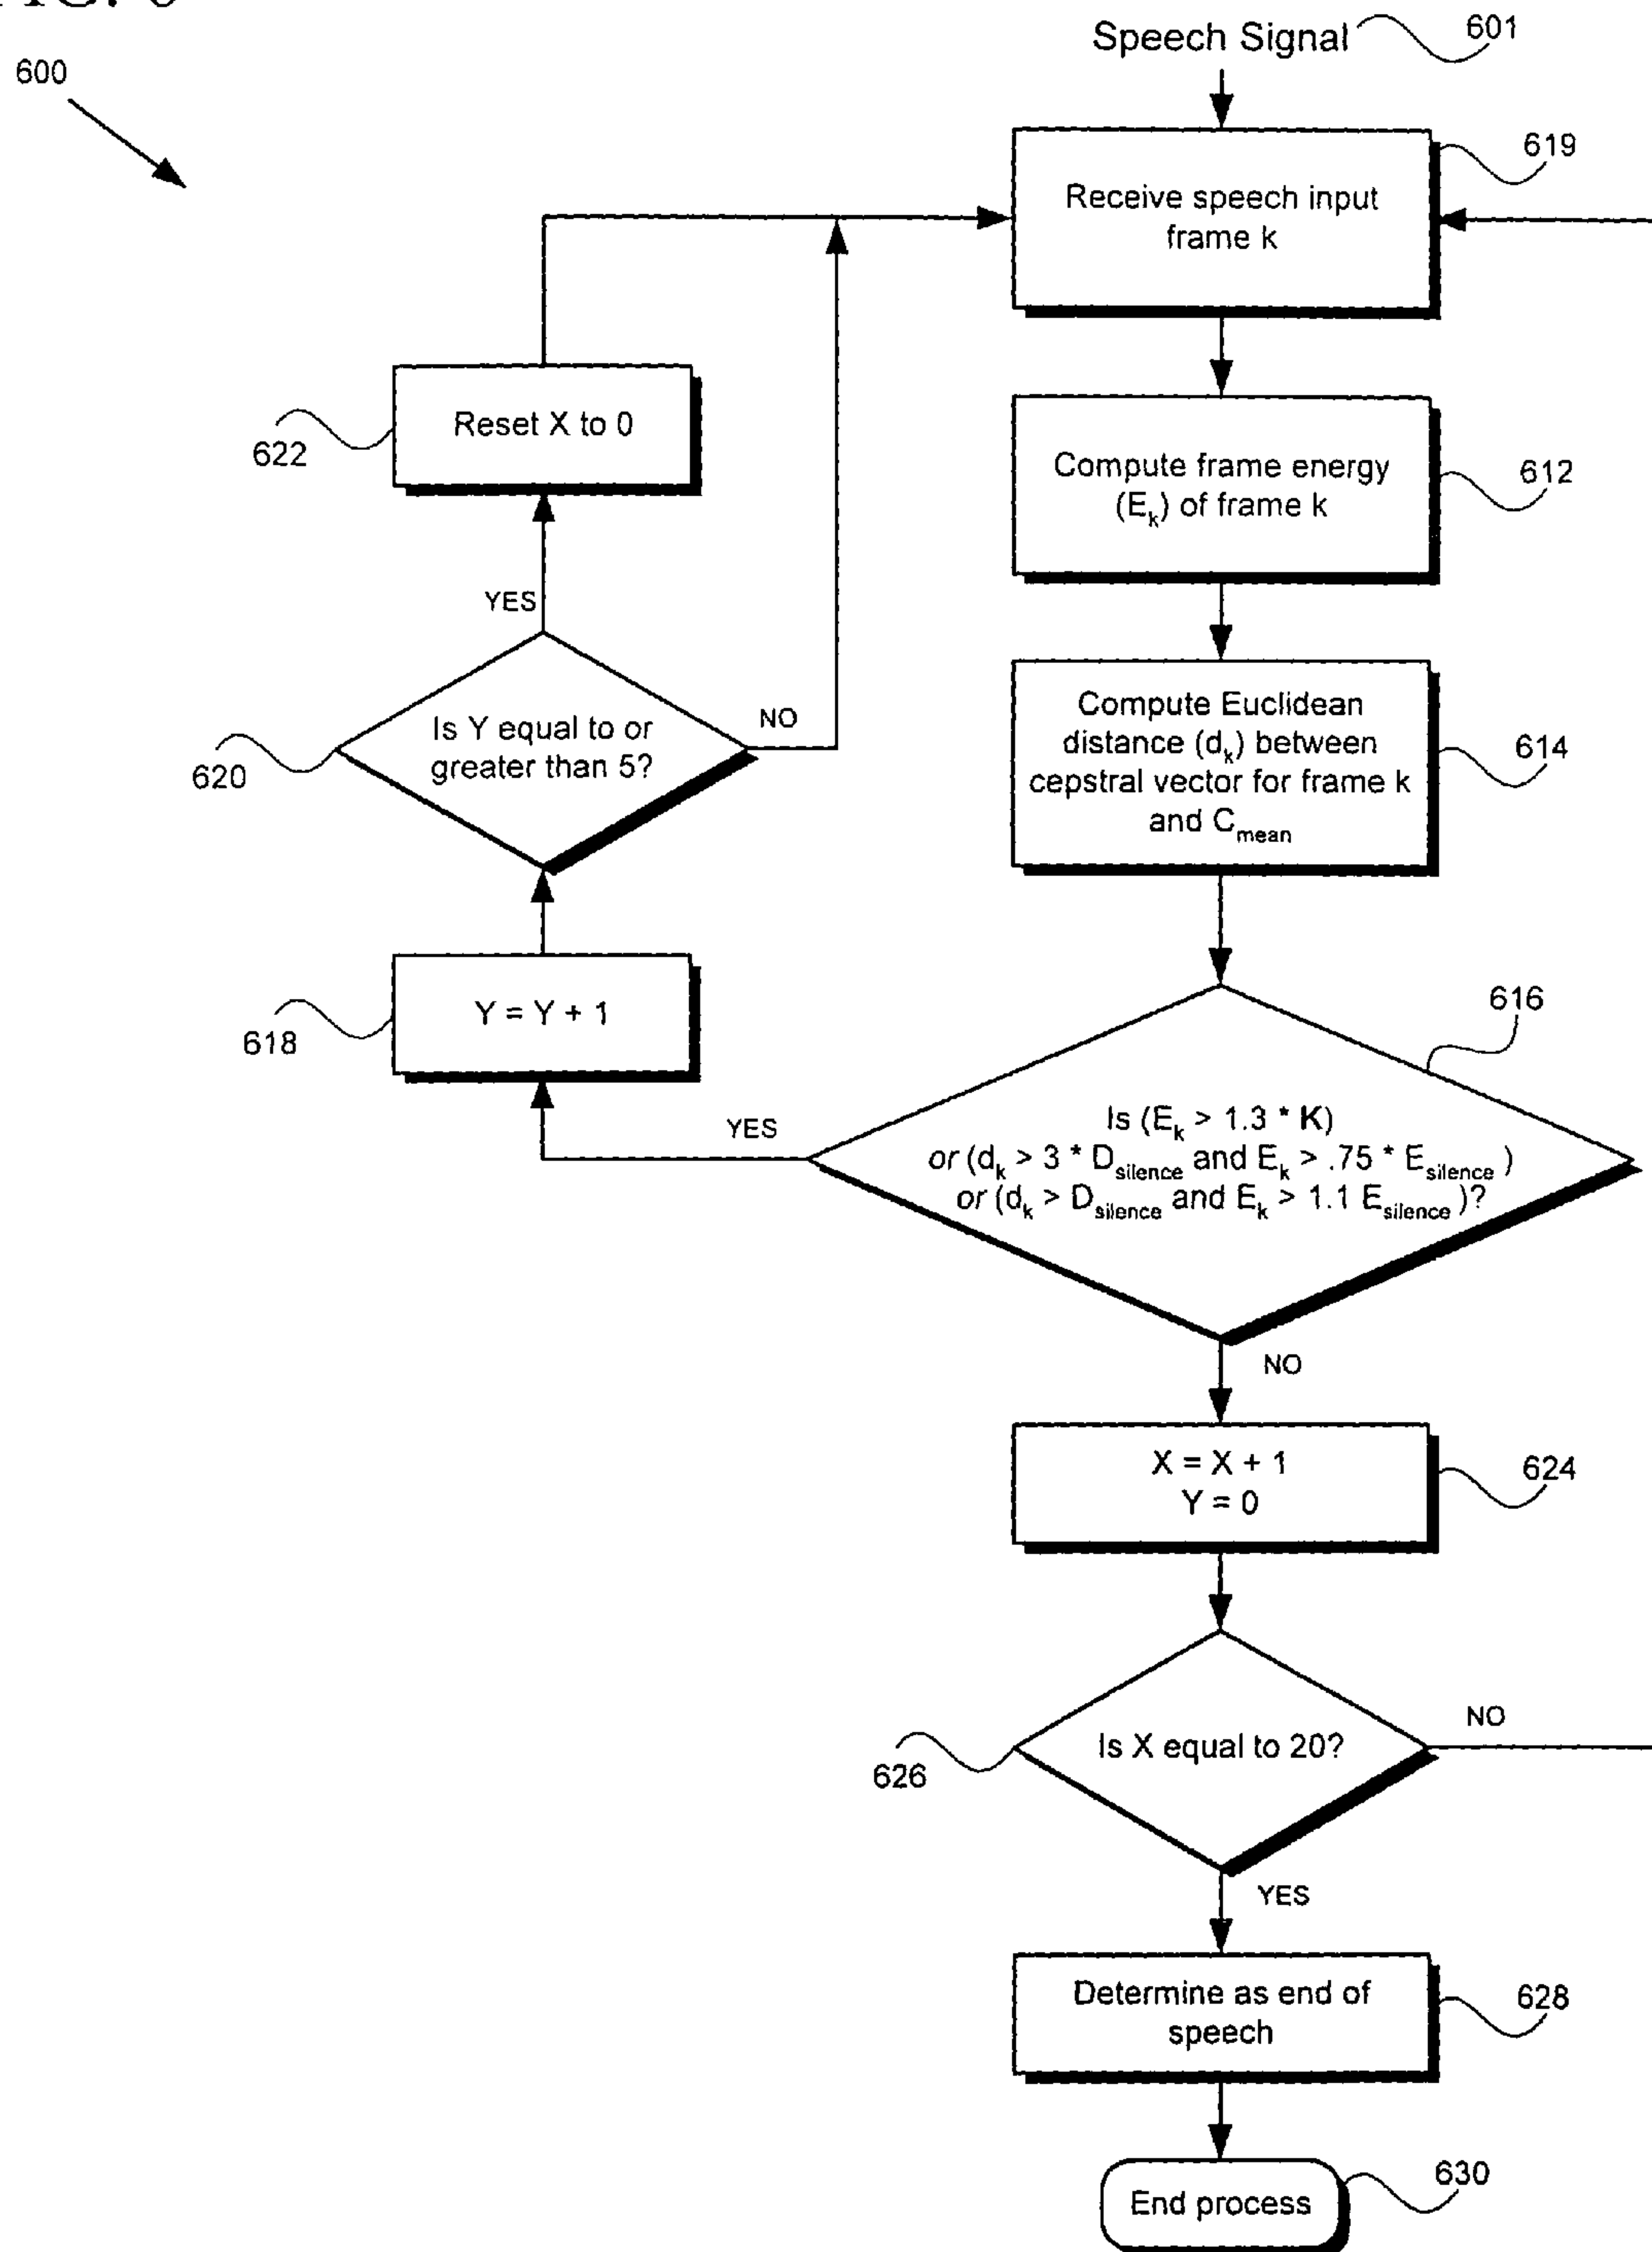 600
Speech Signal
601
Receive speech input
frame k
619
Reset X to 0
622
Compute frame energy
(Ek) of frame k
612
YES
Is Y equal to or
greater than 5?
NO
620
Compute Euclidean
distance (dk) between
cepstral vector for frame k
and Cmean
614
Y = Y + 1
618
616
YES
Is (Ek > 1.3 * K)
or (dk > 3 * Dsilence and Ek > .75 * Esilence )
or (dk > Dsilence and Ek > 1.1 Esilence )?
NO
X = X + 1
Y = 0
624
Is X equal to 20?
NO
626
YES
Determine as end of
speech
628
End process
630